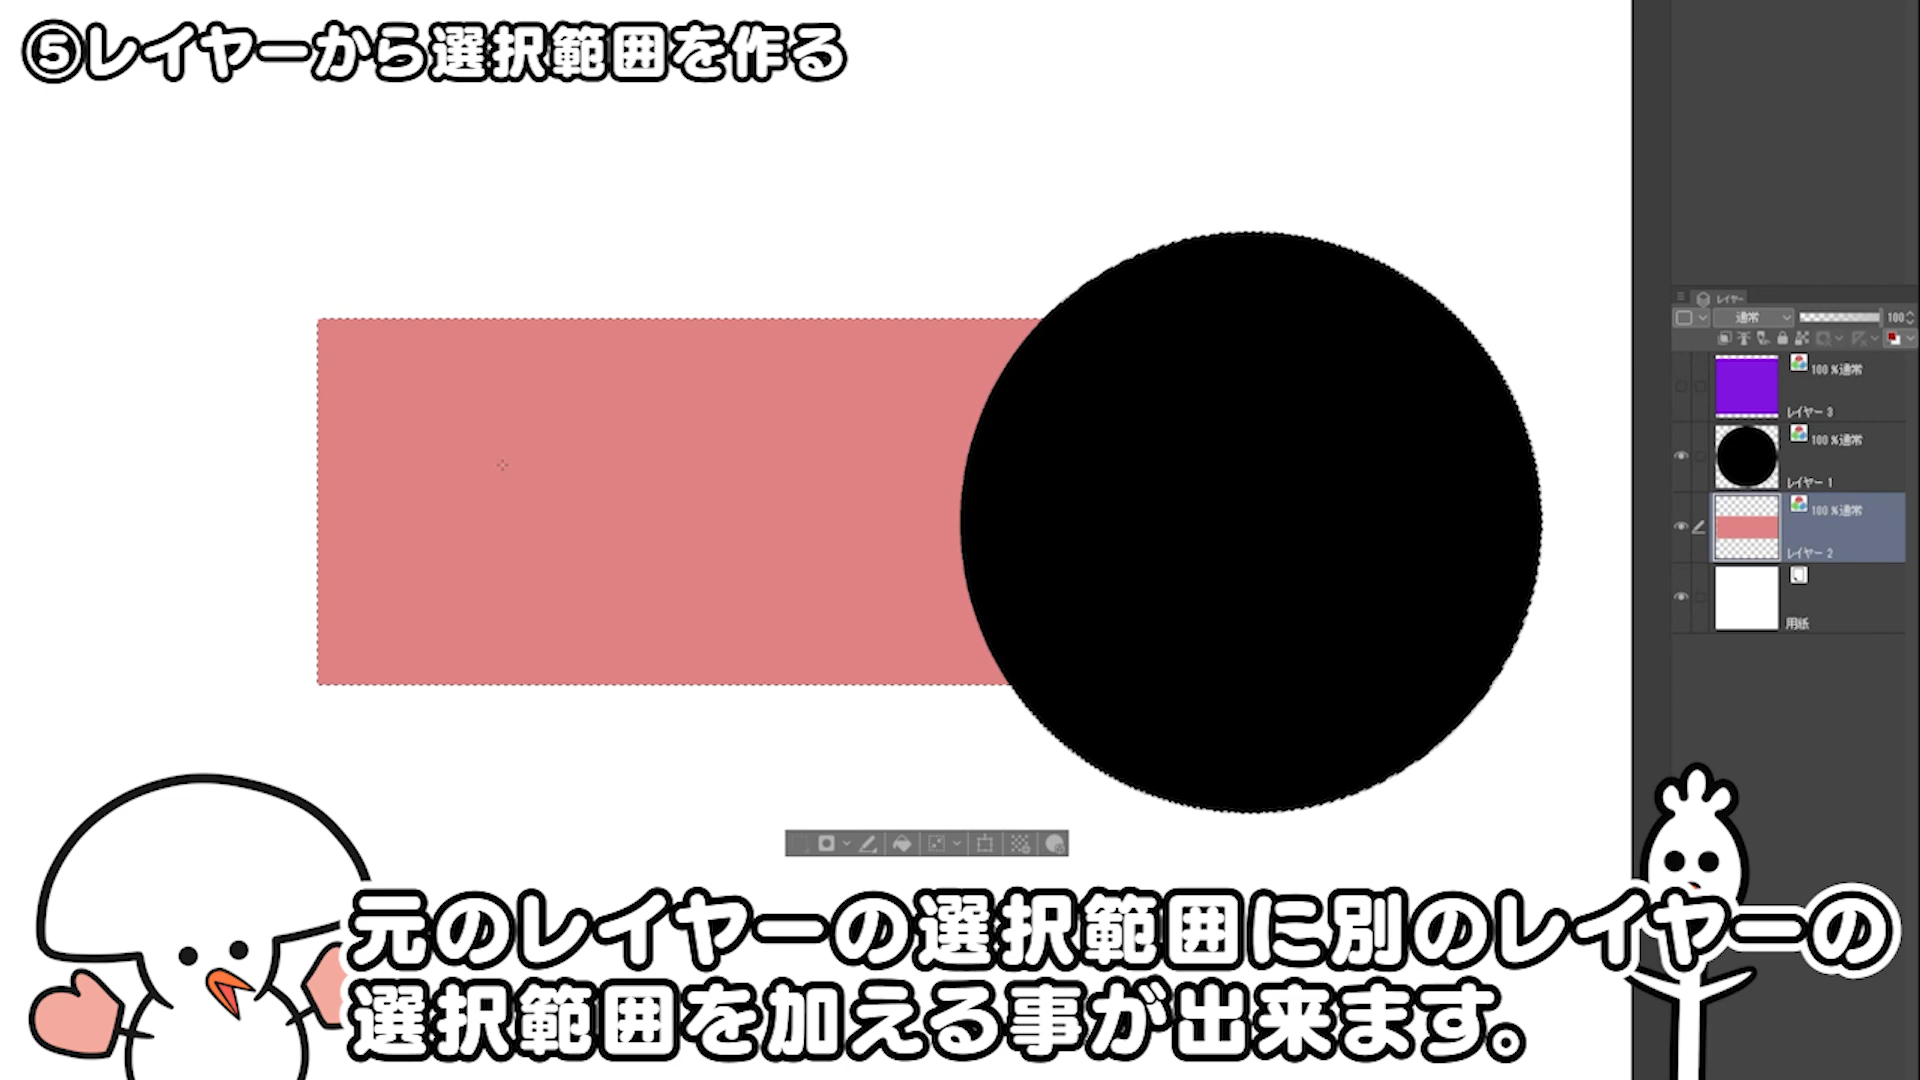 ⑤レイヤーから選択範囲を作る
レイヤー
通常 100
100 %通常
レイヤー 3
100 %通常
レイヤー 1
100 %通常
レイヤー 2
用紙
元のレイヤーの選択範囲に別のレイヤーの
選択範囲を加える事が出来ます。